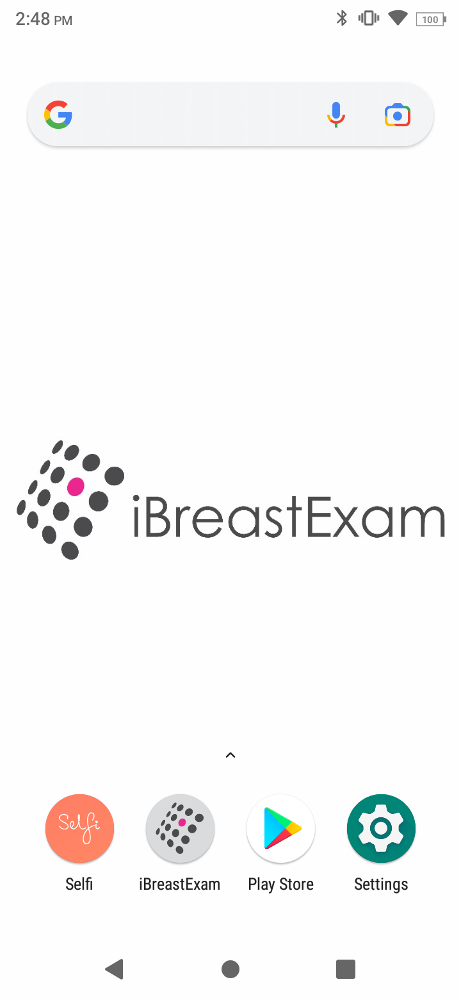 2:48 PM
100
iBreastExam
Selfi
Selfi
iBreastExam
Play Store
Settings